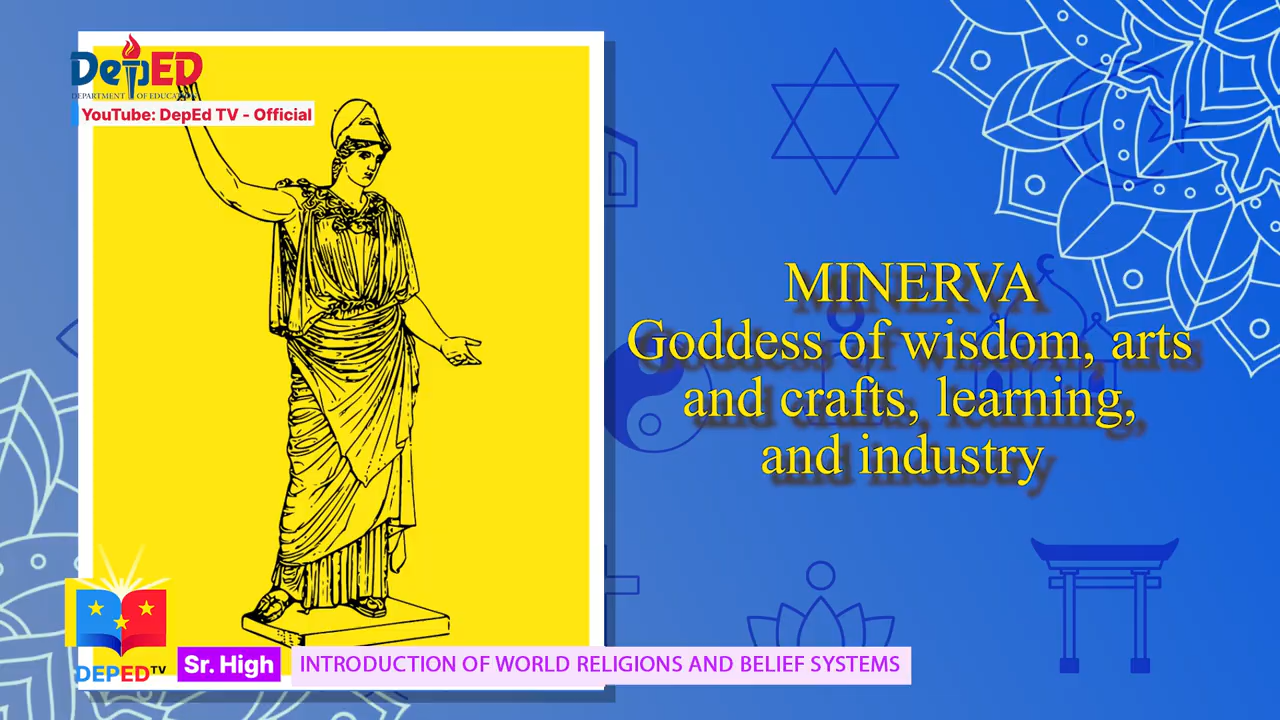 DepED
DEPARTMENT OF EDUCATION
YouTube: DepEd TV - Official
MINERVA
Goddess of wisdom, arts
and crafts, learning,
and industry
DEPED TV
Sr. High
INTRODUCTION OF WORLD RELIGIONS AND BELIEF SYSTEMS